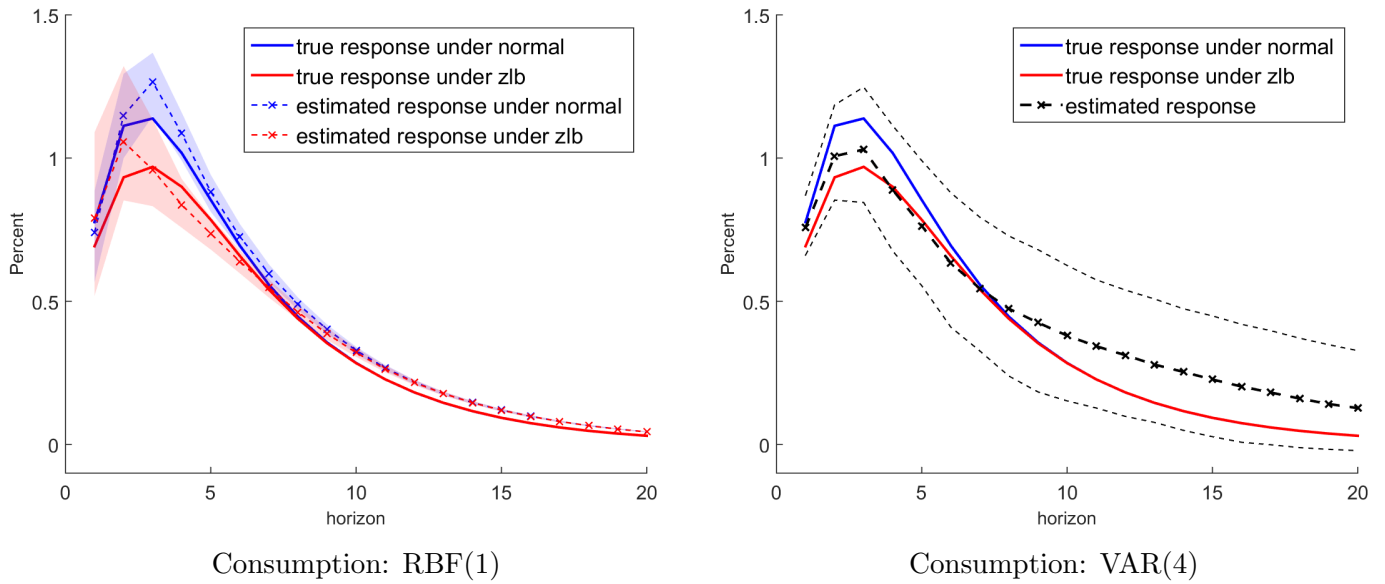 1.5
1
0.5
0
Percent
0
5
10
15
20
horizon
true response under normal
true response under zlb
estimated response under normal
estimated response under zlb
Consumption: RBF(1)
1.5
1
0.5
0
Percent
0
5
10
15
20
horizon
true response under normal
true response under zlb
estimated response
Consumption: VAR(4)